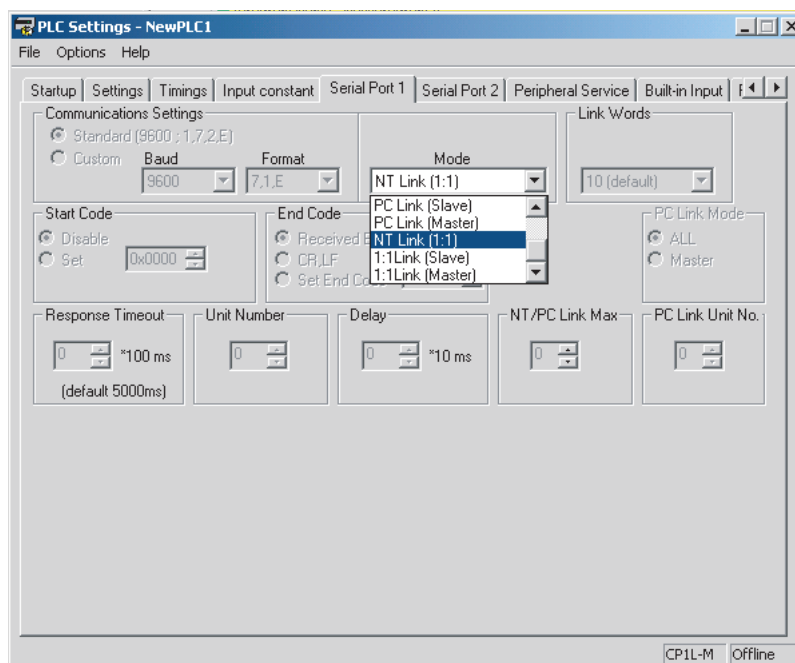 PLC Settings - NewPLC1
File Options Help
Startup Settings Timings Input constant Serial Port 1 Serial Port 2 Peripheral Service Built-in Input
Communications Settings
Standard (9600 ; 1,7,2,E)
Custom Baud Format
9600 7,1,E
Mode
NT Link (1:1)
PC Link (Slave)
PC Link (Master)
NT Link (1:1)
1:1Link (Slave)
1:1Link (Master)
Link Words
10 (default)
Start Code
Disable
Set 0x0000
End Code
Received
CR,LF
Set End
PC Link Mode
ALL
Master
Response Timeout
0 *100 ms
(default 5000ms)
Unit Number
0
Delay
0 *10 ms
NT/PC Link Max
0
PC Link Unit No.
0
CP1L-M Offline